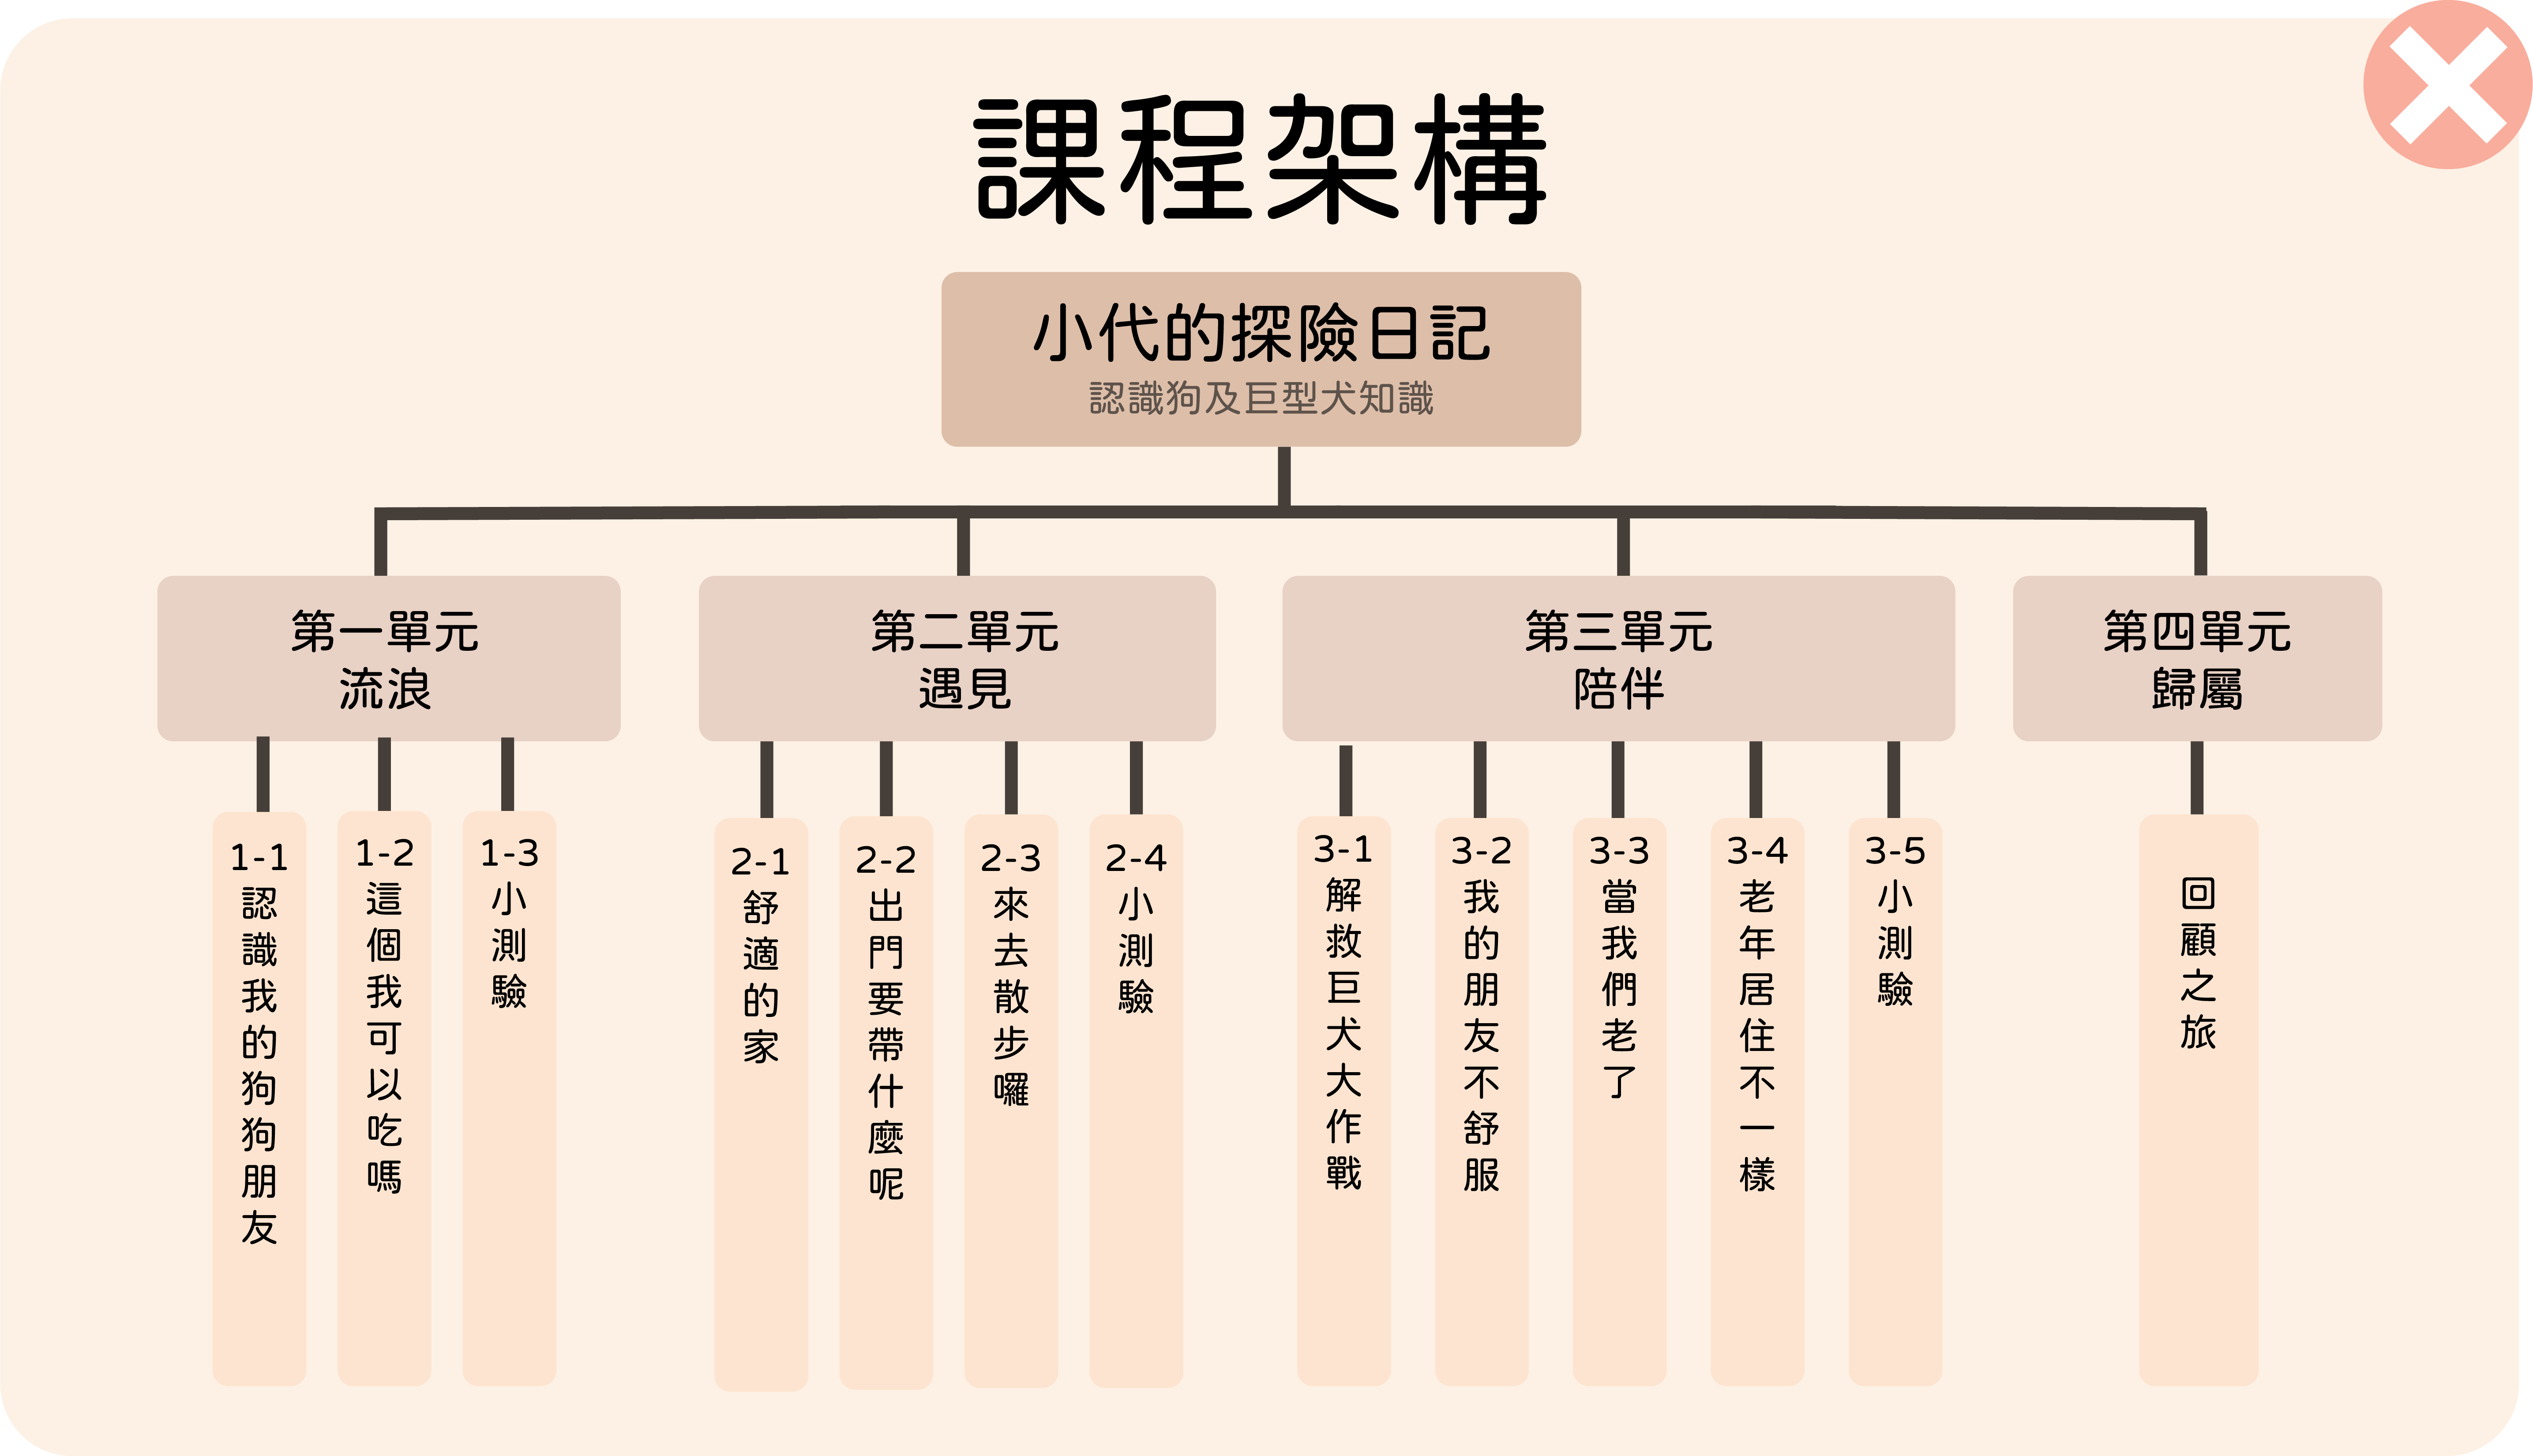 課程架構
小代的探險日記
認識狗及巨型犬知識
第一單元
流浪
第二單元
遇見
第三單元
陪伴
第四單元
歸屬
1-1
認識我的狗狗朋友
1-2
這個我可以吃嗎
1-3
小測驗
2-1
舒適的家
2-2
出門要帶什麼呢
2-3
來去散步囉
2-4
小測驗
3-1
解救巨犬大作戰
3-2
我的朋友不舒服
3-3
當我們老了
3-4
老年居住不一樣
3-5
小測驗
回顧之旅